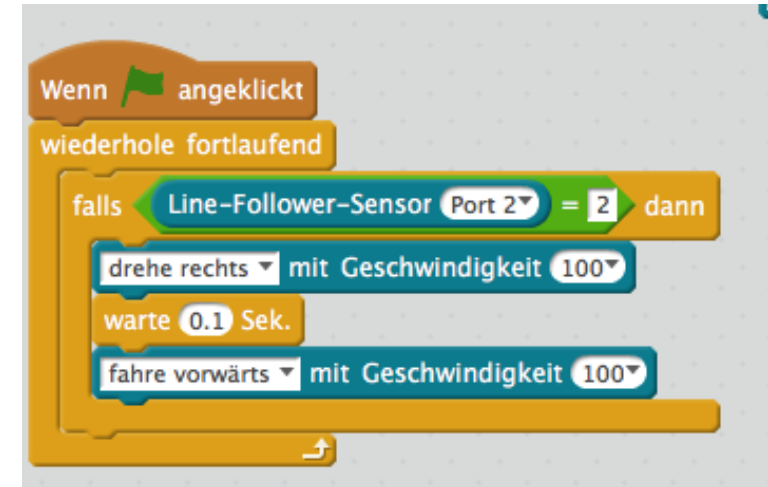 Wenn angeklickt
wiederhole fortlaufend
falls Line-Follower-Sensor Port 2 = 2 dann
drehe rechts mit Geschwindigkeit 100
warte 0.1 Sek.
fahre vorwärts mit Geschwindigkeit 100